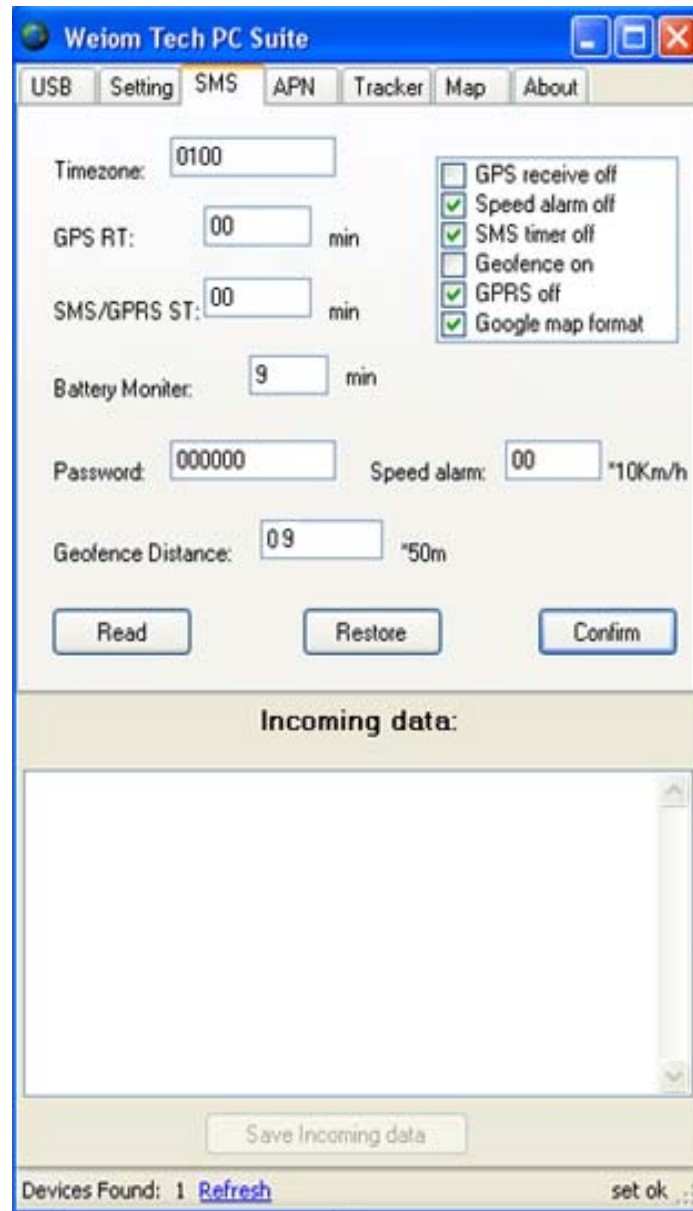 Weiom Tech PC Suite
USB Setting SMS APN Tracker Map About
Timezone: 0100
GPS receive off
Speed alarm off
GPS RT: 00 min
SMS timer off
Geofence on
SMS/GPRS ST: 00 min
GPRS off
Google map format
Battery Moniter: 9 min
Password: 000000 Speed alarm: 00 *10Km/h
Geofence Distance: 09 *50m
Read Restore Confirm
Incoming data:
Save Incoming data
Devices Found: 1 Refresh set ok